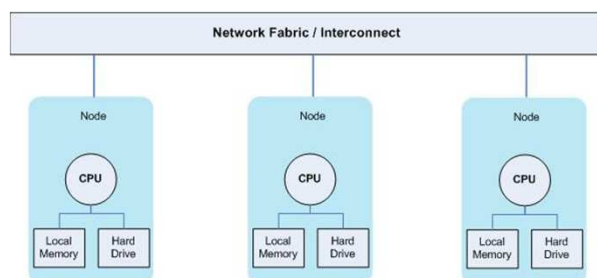 Network Fabric / Interconnect
Node
CPU
Local
Memory
Hard
Drive
Node
CPU
Local
Memory
Hard
Drive
Node
CPU
Local
Memory
Hard
Drive